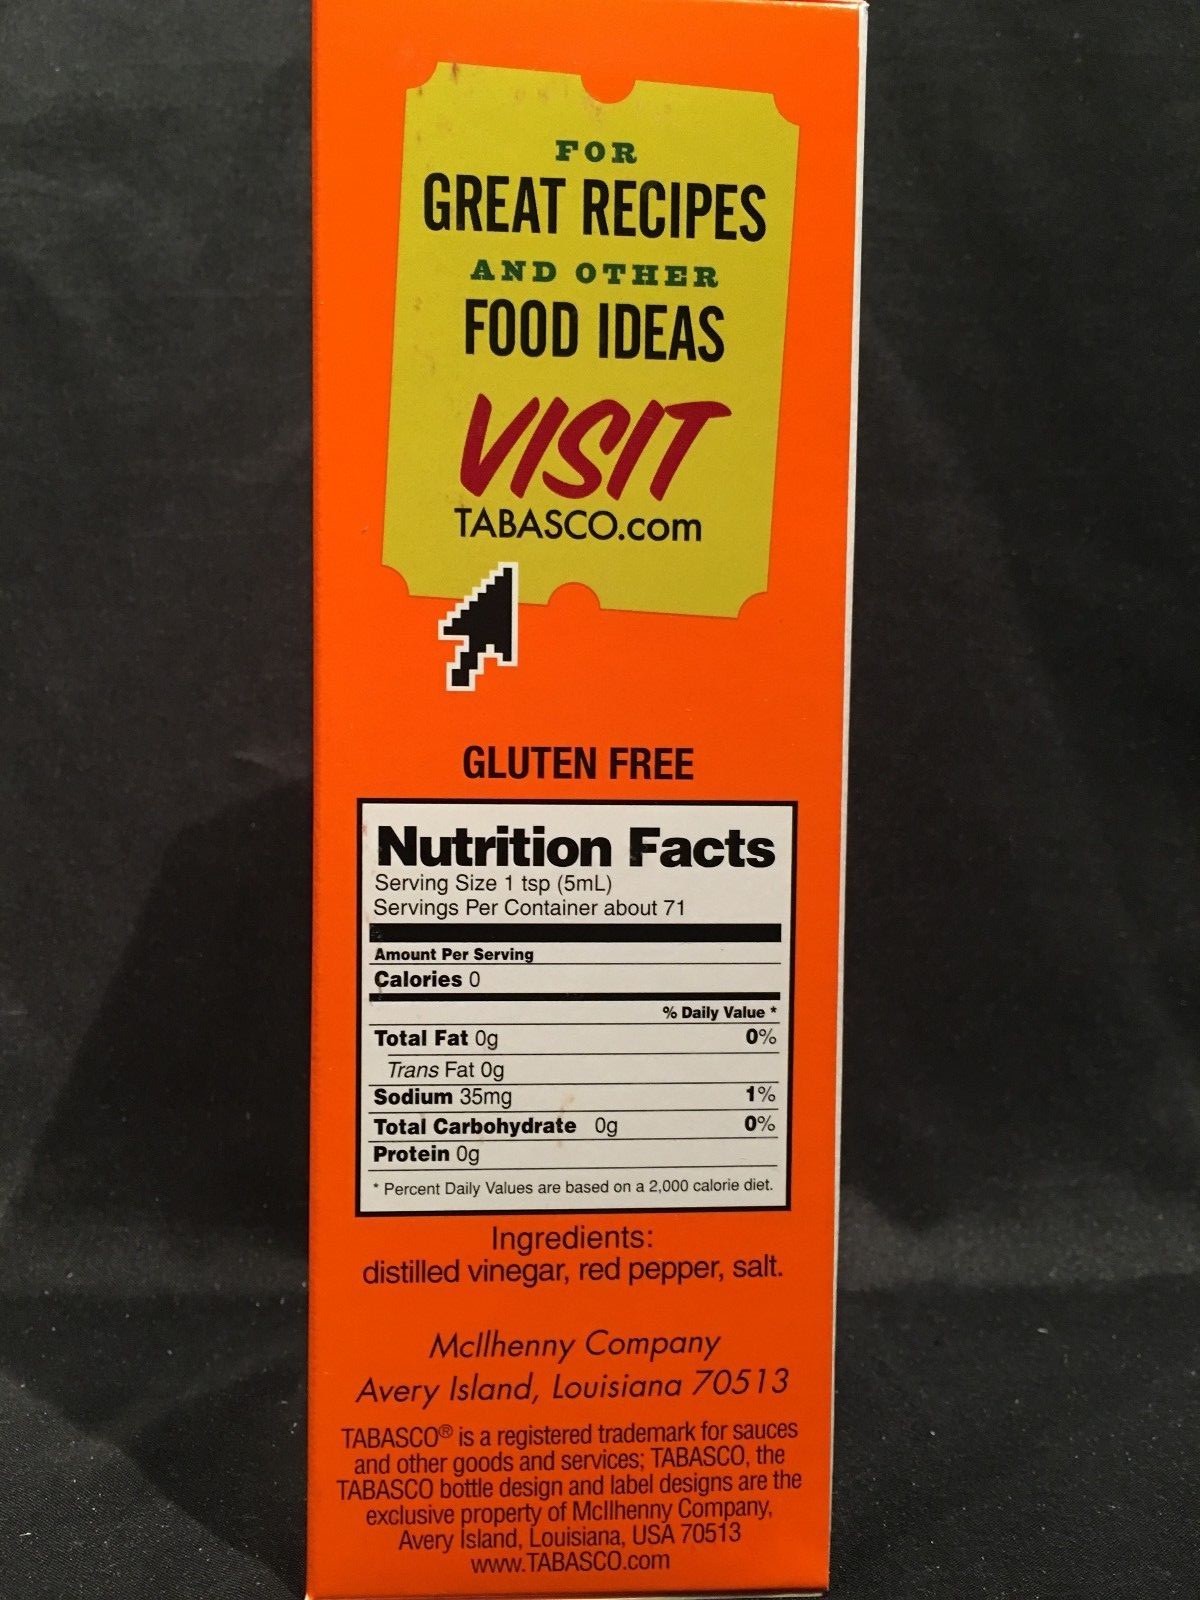 FOR
GREAT RECIPES
AND OTHER
FOOD IDEAS
VISIT
TABASCO.com
GLUTEN FREE
Nutrition Facts
Serving Size 1 tsp (5mL)
Servings Per Container about 71
Amount Per Serving
Calories 0
% Daily Value *
Total Fat 0g 0%
Trans Fat 0g
Sodium 35mg 1%
Total Carbohydrate 0g 0%
Protein 0g
* Percent Daily Values are based on a 2,000 calorie diet.
Ingredients:
distilled vinegar, red pepper, salt.
McIlhenny Company
Avery Island, Louisiana 70513
TABASCO® is a registered trademark for sauces
and other goods and services; TABASCO, the
TABASCO bottle design and label designs are the
exclusive property of McIlhenny Company,
Avery Island, Louisiana, USA 70513
www.TABASCO.com